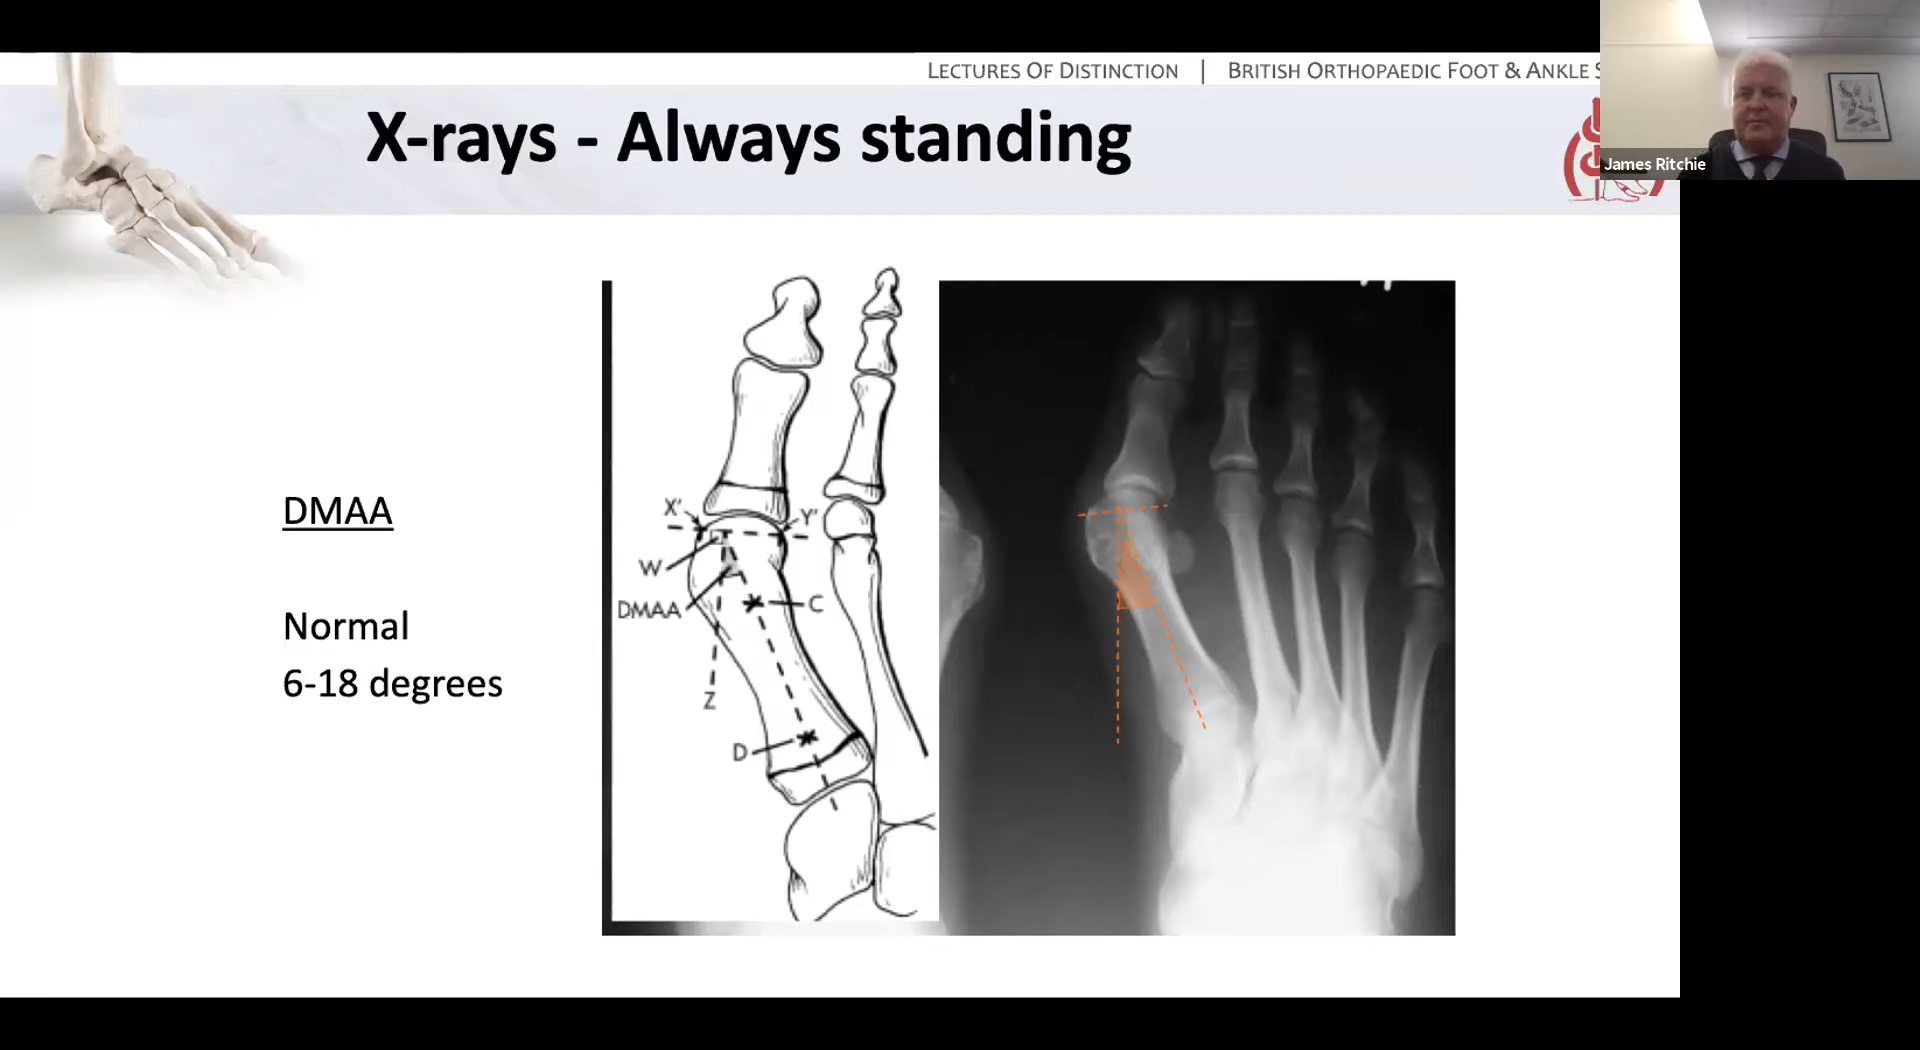 LECTURES OF DISTINCTION | BRITISH ORTHOPAEDIC FOOT & ANKLE
X-rays - Always standing
James Ritchie
DMAA
Normal
6-18 degrees
X'
Y'
W
DMAA
C
Z
D